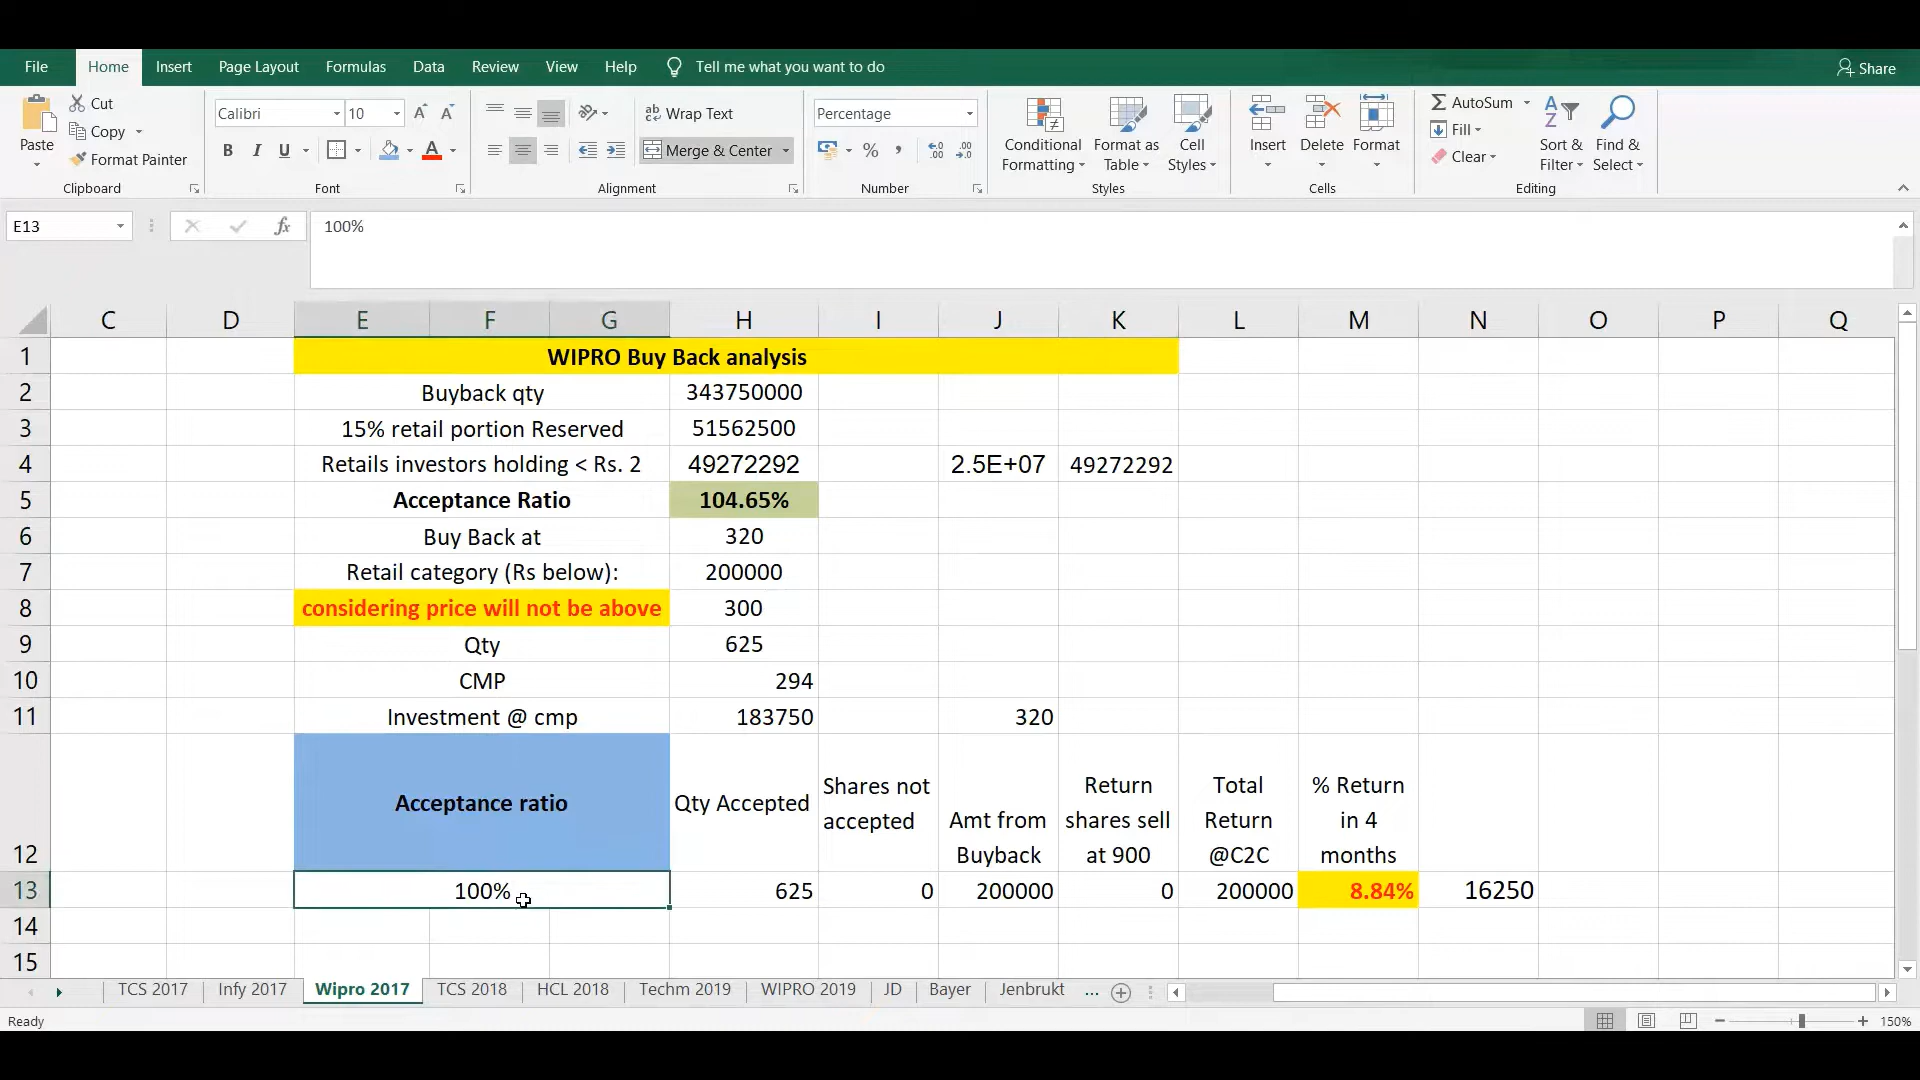 File Home Insert Page Layout Formulas Data Review View Help Tell me what you want to do Share
Cut
Copy
Format Painter
Paste
Clipboard
Calibri 10
B I U A
Font
Wrap Text
Merge & Center
Alignment
Percentage
%
Number
Conditional Formatting
Format as Table
Cell Styles
Styles
Insert
Delete
Format
Cells
AutoSum
Fill
Clear
Sort & Filter
Find & Select
Editing
E13 fx 100%
C D E F G H I J K L M N O P Q
1 WIPRO Buy Back analysis
2 Buyback qty 343750000
3 15% retail portion Reserved 51562500
4 Retails investors holding < Rs. 2 49272292 2.5E+07 49272292
5 Acceptance Ratio 104.65%
6 Buy Back at 320
7 Retail category (Rs below): 200000
8 considering price will not be above 300
9 Qty 625
10 CMP 294
11 Investment @ cmp 183750 320
12 Acceptance ratio Qty Accepted Shares not accepted Amt from Buyback Return shares sell at 900 Total Return @C2C % Return in 4 months
13 100% 625 0 200000 0 200000 8.84% 16250
14
15
TCS 2017 Infy 2017 Wipro 2017 TCS 2018 HCL 2018 Techm 2019 WIPRO 2019 JD Bayer Jenbrukt ...
Ready 150%